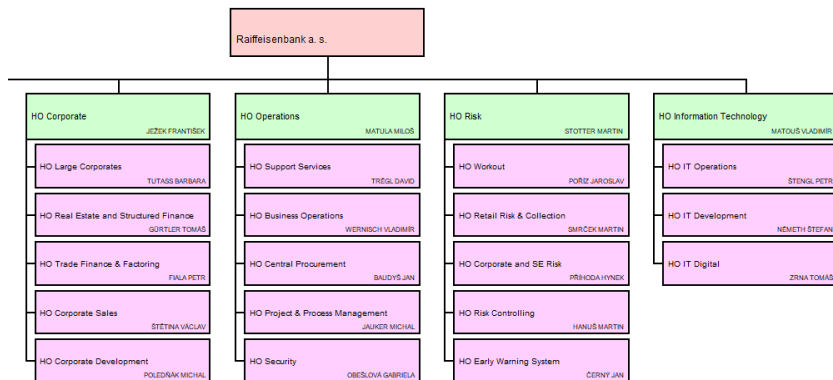 Raiffeisenbank a. s.
HO Corporate
JEŽEK FRANTIŠEK
HO Large Corporates
TUTASS BARBARA
HO Real Estate and Structured Finance
GÜRTLER TOMÁŠ
HO Trade Finance & Factoring
FIALA PETR
HO Corporate Sales
ŠTĚTINA VÁCLAV
HO Corporate Development
POLEDŇÁK MICHAL
HO Operations
MATULA MILOŠ
HO Support Services
TRÉGL DAVID
HO Business Operations
WERNISCH VLADIMÍR
HO Central Procurement
BAUDYŠ JAN
HO Project & Process Management
JAUKER MICHAL
HO Security
OBEŠLOVÁ GABRIELA
HO Risk
STOTTER MARTIN
HO Workout
POŘÍZ JAROSLAV
HO Retail Risk & Collection
SMRČEK MARTIN
HO Corporate and SE Risk
PŘÍHODA HYNEK
HO Risk Controlling
HANUŠ MARTIN
HO Early Warning System
ČERNÝ JAN
HO Information Technology
MATOUŠ VLADIMÍR
HO IT Operations
ŠTENGL PETR
HO IT Development
NÉMETH ŠTEFAN
HO IT Digital
ZRNA TOMÁŠ